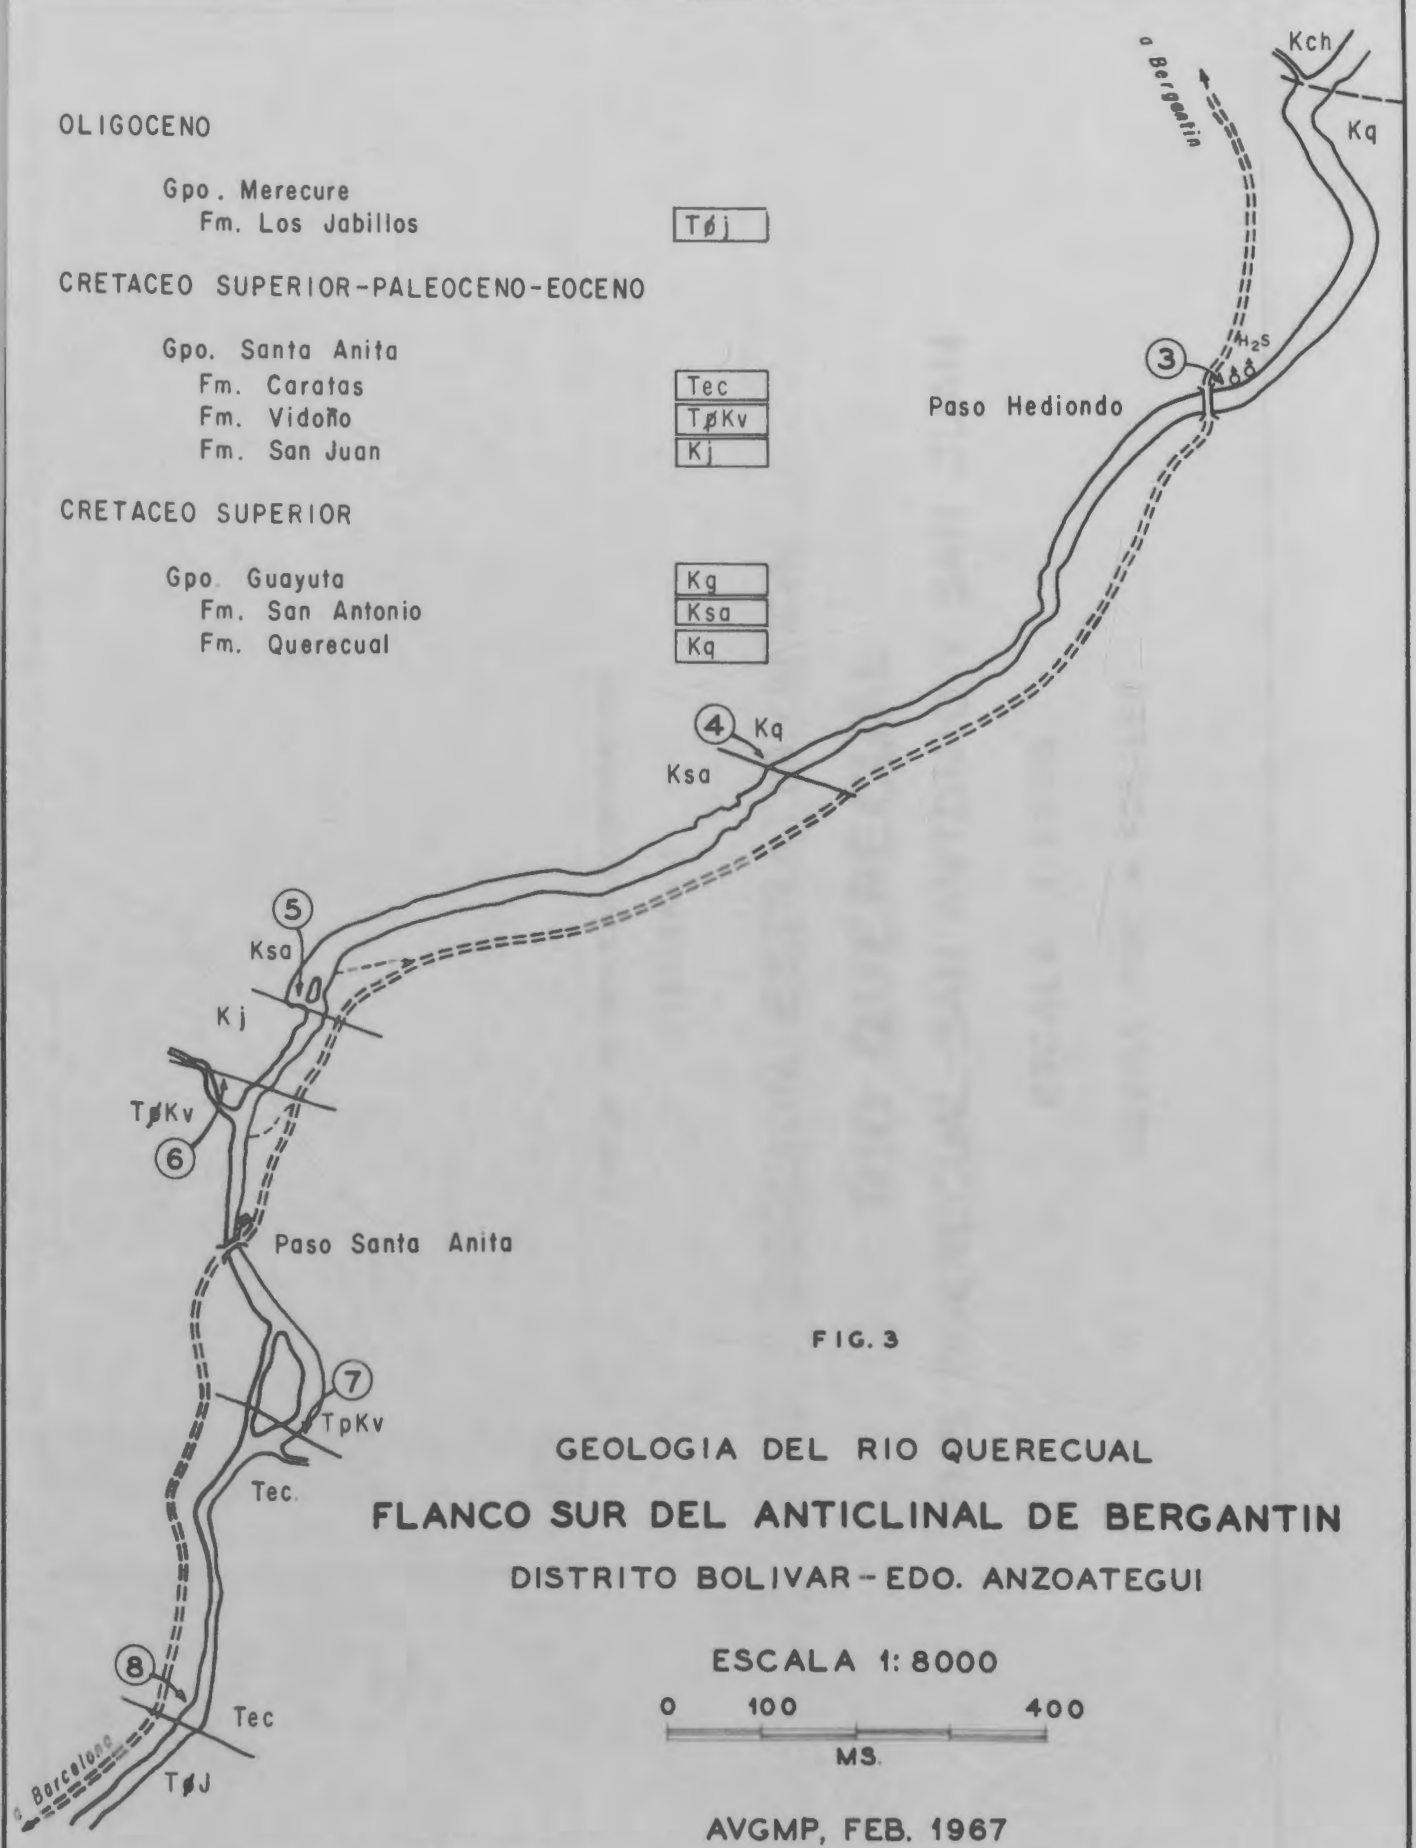 OLIGOCENO
Gpo. Merecure
Fm. Los Jabillos TØj
CRETACEO SUPERIOR-PALEOCENO-EOCENO
Gpo. Santa Anita
Fm. Caratas Tec
Fm. Vidoño TØKv
Fm. San Juan Kj
CRETACEO SUPERIOR
Gpo. Guayuta Kg
Fm. San Antonio Ksa
Fm. Querecual Kq
a Bergantin
Kch
Kq
H₂S
3
Paso Hediondo
4
Kq
Ksa
5
Ksa
Kj
TØKv
6
Paso Santa Anita
7
TpKv
Tec.
8
Tec
TØJ
a Barcelona
FIG. 3
GEOLOGIA DEL RIO QUERECUAL
FLANCO SUR DEL ANTICLINAL DE BERGANTIN
DISTRITO BOLIVAR-EDO. ANZOATEGUI
ESCALA 1:8000
0 100 400
MS.
AVGMP, FEB. 1967